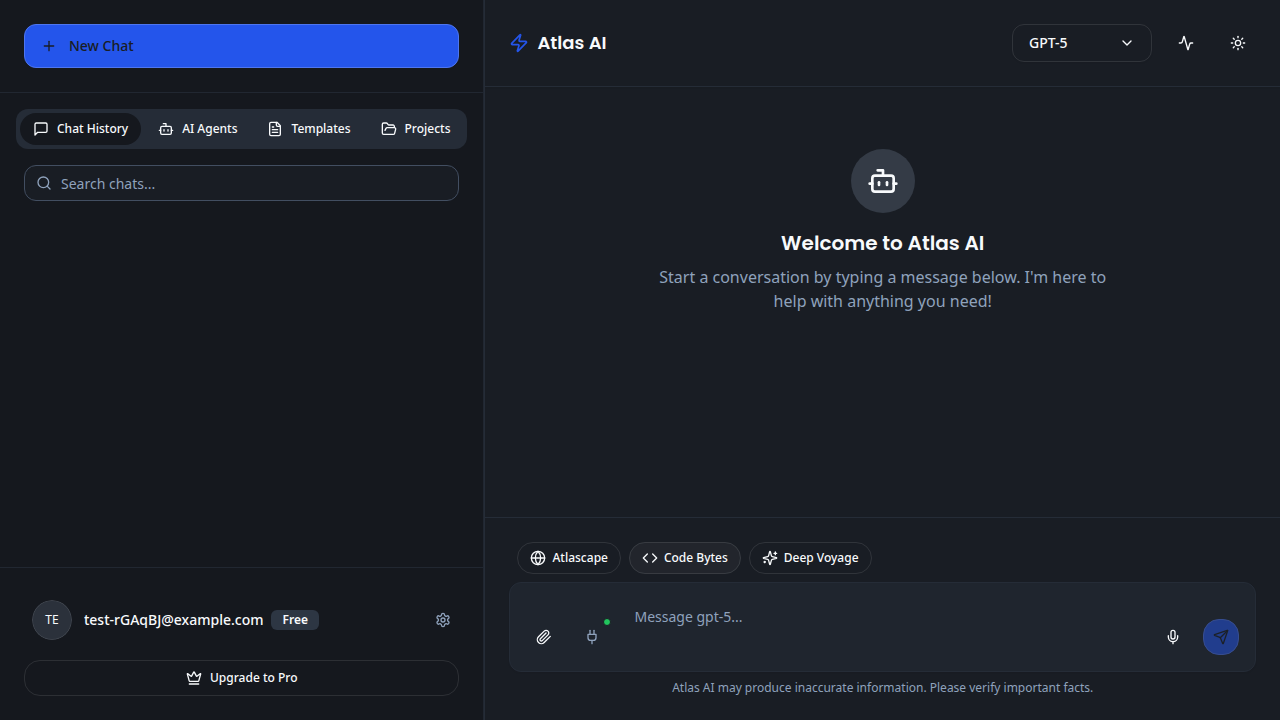 New Chat
Chat History
AI Agents
Templates
Projects
Search chats...
TE
test-rGAqBJ@example.com
Free
Upgrade to Pro
Atlas AI
GPT-5
Welcome to Atlas AI
Start a conversation by typing a message below. I'm here to
help with anything you need!
Atlascape
Code Bytes
Deep Voyage
Message gpt-5...
Atlas AI may produce inaccurate information. Please verify important facts.